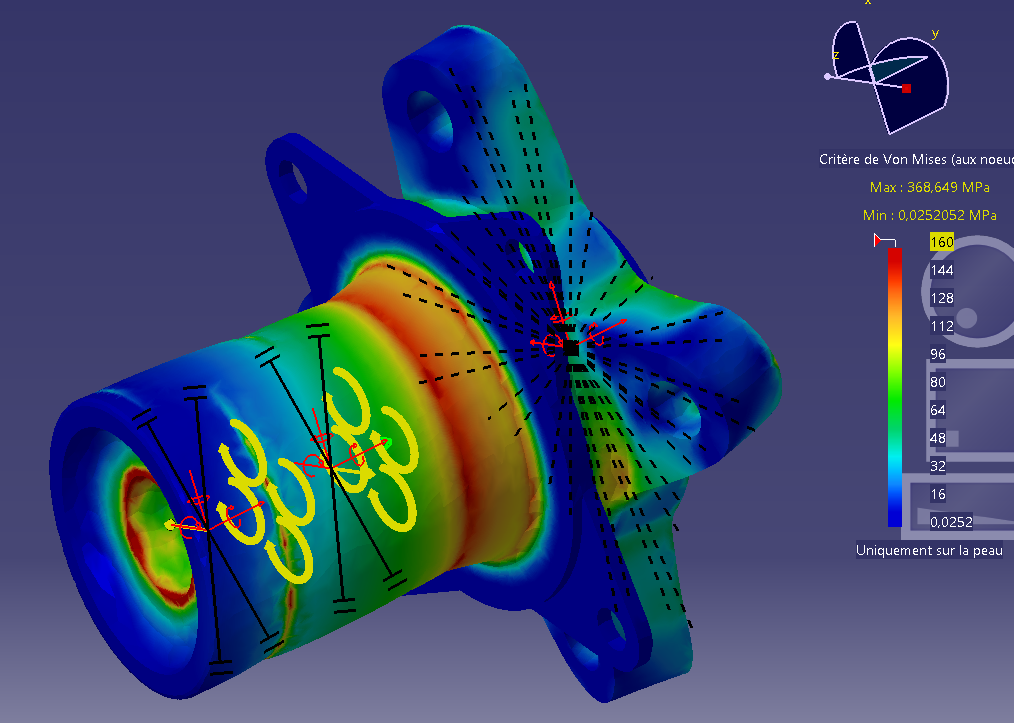 x
y
z
Critère de Von Mises (aux noeud
Max : 368,649 MPa
Min : 0,0252052 MPa
160
144
128
112
96
80
64
48
32
16
0,0252
Uniquement sur la peau